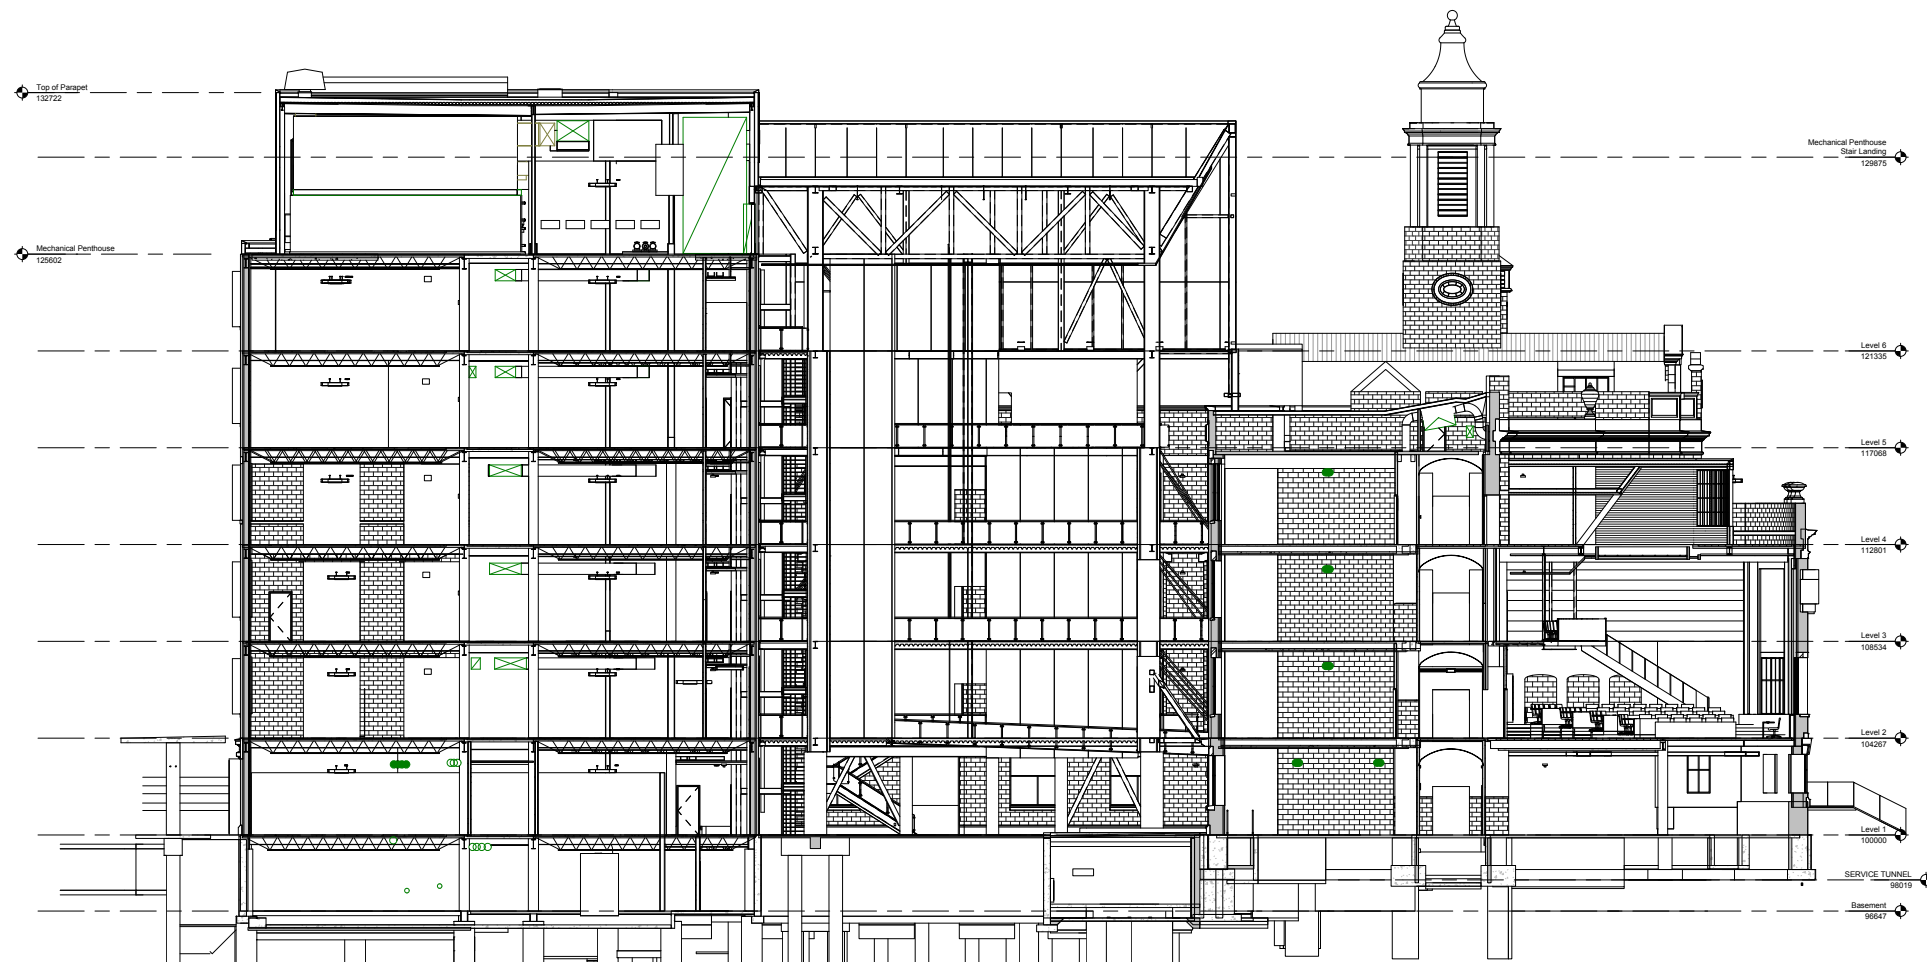 Top of Parapet
132722
Mechanical Penthouse
125602
Mechanical Penthouse
Stair Landing
129875
Level 6
121335
Level 5
117068
Level 4
112801
Level 3
108534
Level 2
104267
Level 1
100000
SERVICE TUNNEL
98019
Basement
96647